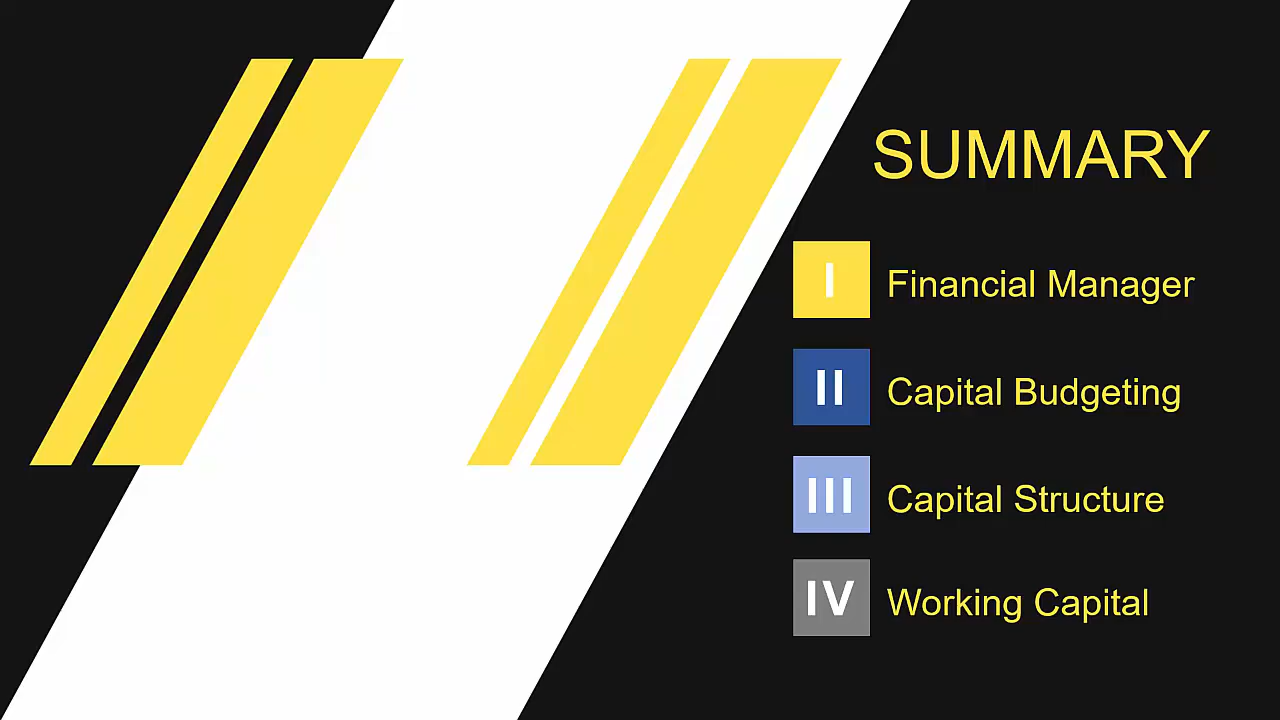 SUMMARY
I Financial Manager
II Capital Budgeting
III Capital Structure
IV Working Capital